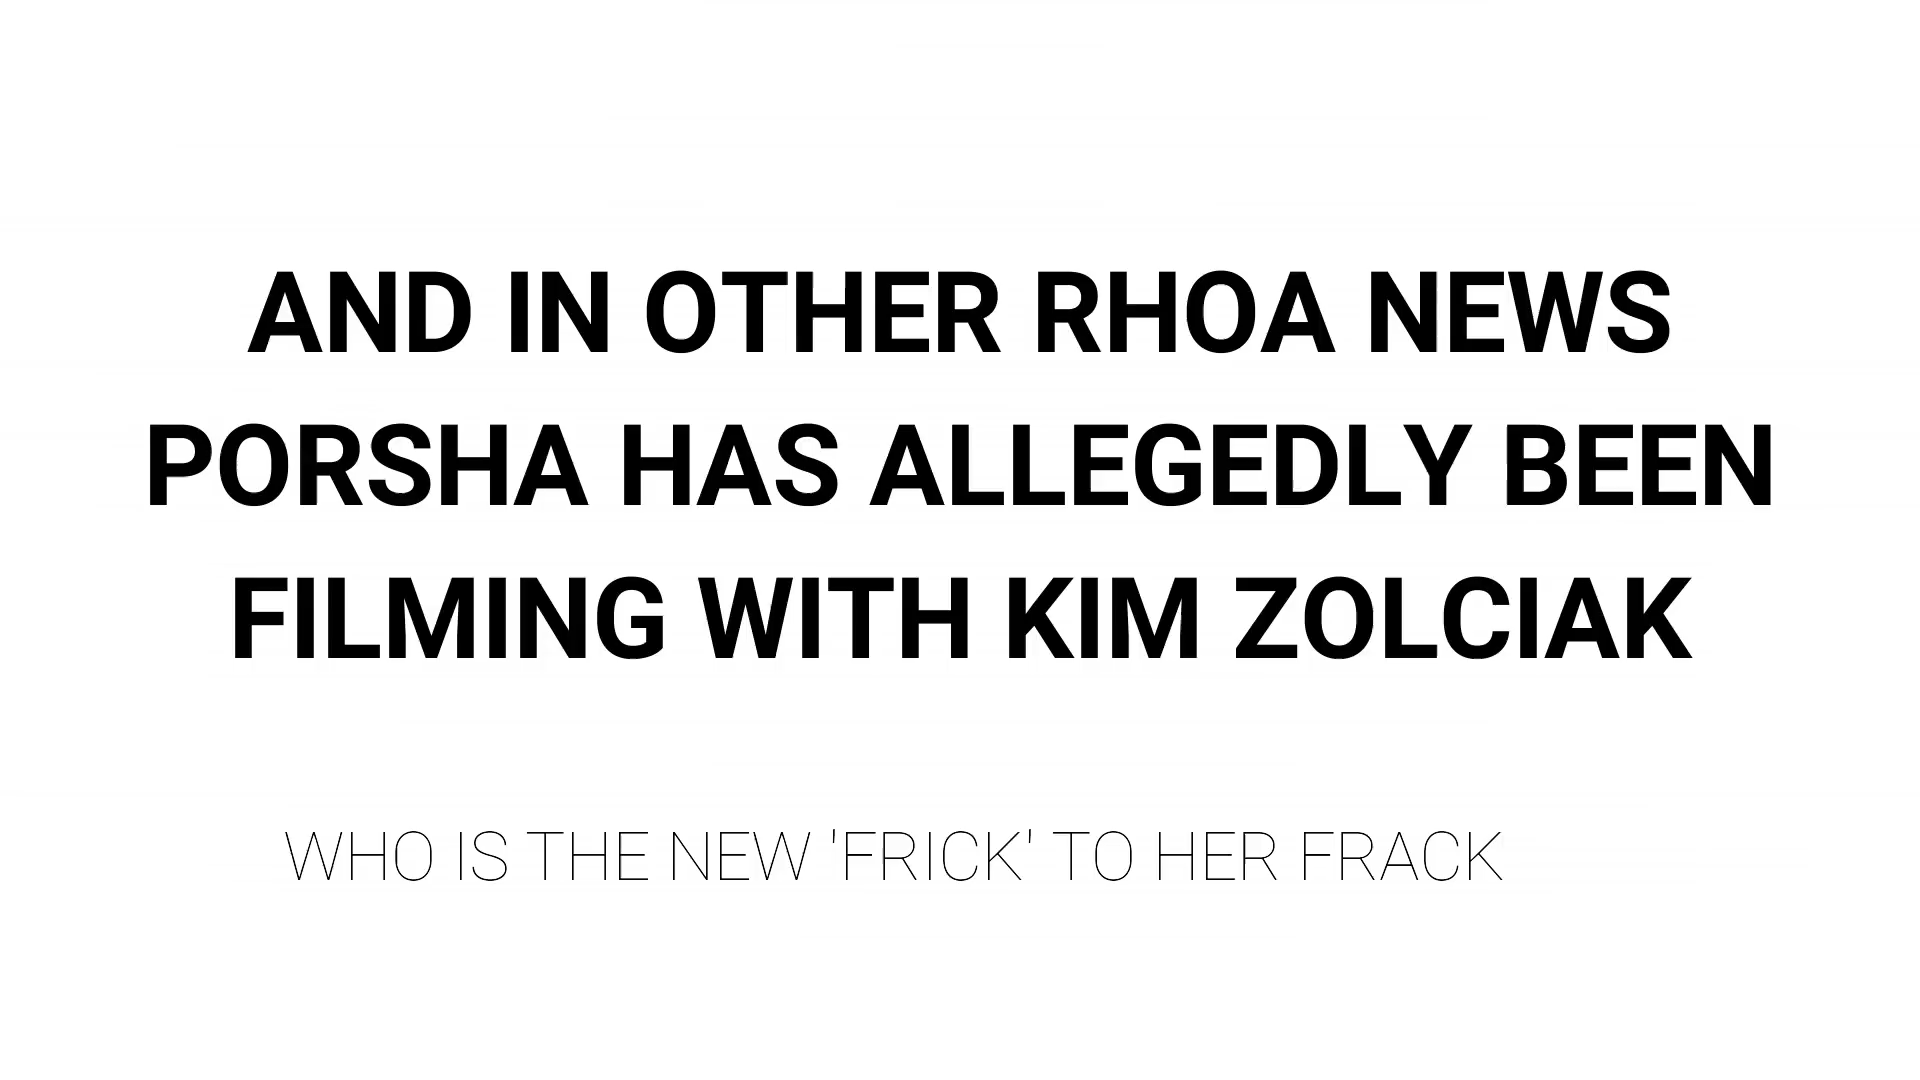 AND IN OTHER RHOA NEWS
PORSHA HAS ALLEGEDLY BEEN
FILMING WITH KIM ZOLCIAK
WHO IS THE NEW 'FRICK' TO HER FRACK